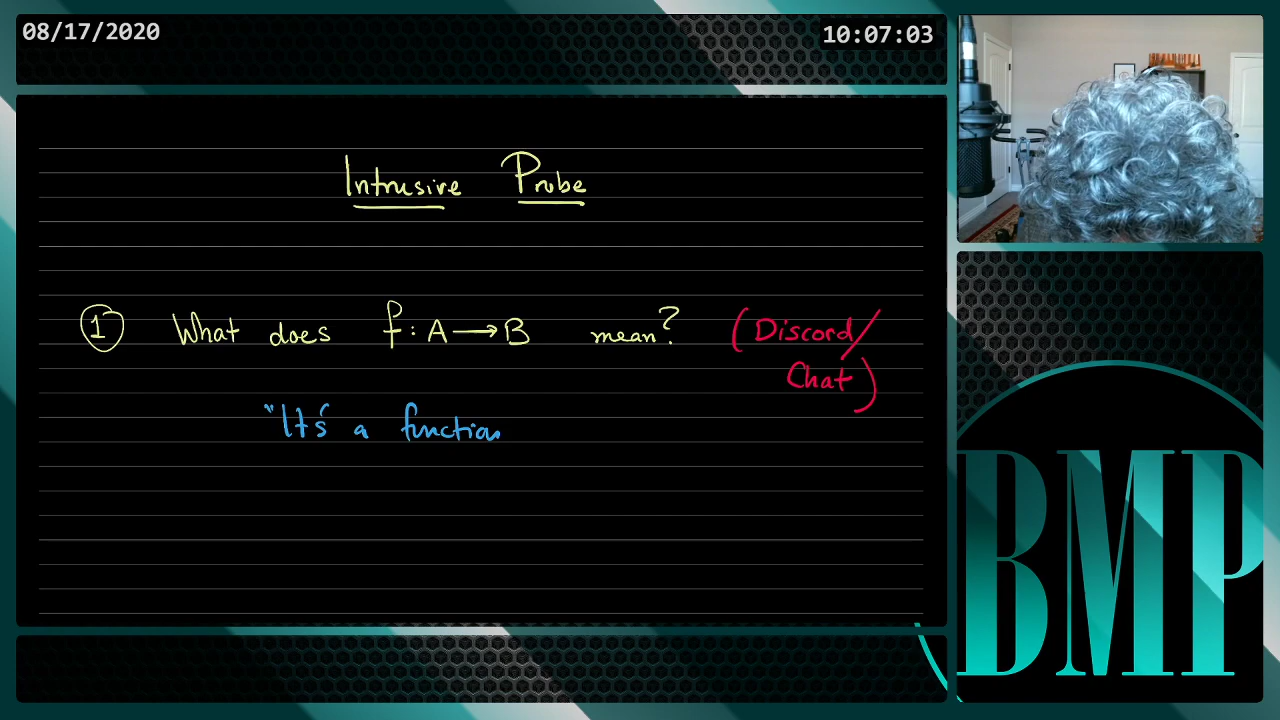 08/17/2020
10:07:03
Intrusive Probe
① What does f: A → B mean? (Discord/
Chat)
"It's a function
BMP